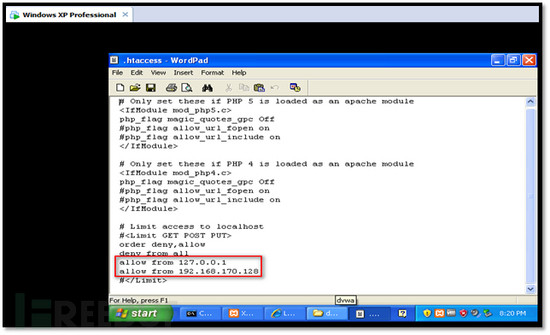 Windows XP Professional
.htaccess - WordPad
File Edit View Insert Format Help
# Only set these if PHP 5 is loaded as an apache module
<IfModule mod_php5.c>
php_flag magic_quotes_gpc Off
#php_flag allow_url_fopen on
#php_flag allow_url_include on
</IfModule>
# Only set these if PHP 4 is loaded as an apache module
<IfModule mod_php4.c>
php_flag magic_quotes_gpc Off
#php_flag allow_url_fopen on
#php_flag allow_url_include on
</IfModule>
# Limit access to localhost
#<Limit GET POST PUT>
order deny,allow
deny from all
allow from 127.0.0.1
allow from 192.168.170.128
#</Limit>
For Help, press F1
dvwa
start
8:20 PM